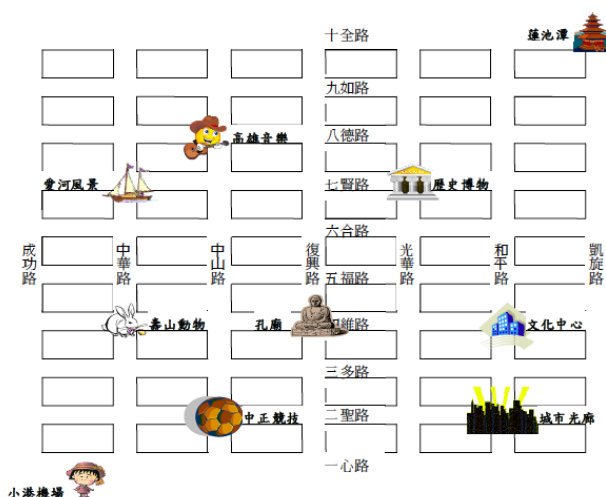 十全路
蓮池潭
九如路
八德路
高雄音樂
愛河風景
七賢路
歷史博物
六合路
成功路
中華路
中山路
復興路
光華路
和平路
凱旋路
五福路
壽山動物
孔廟
四維路
文化中心
三多路
二聖路
中正競技
城市光廊
一心路
小港機場